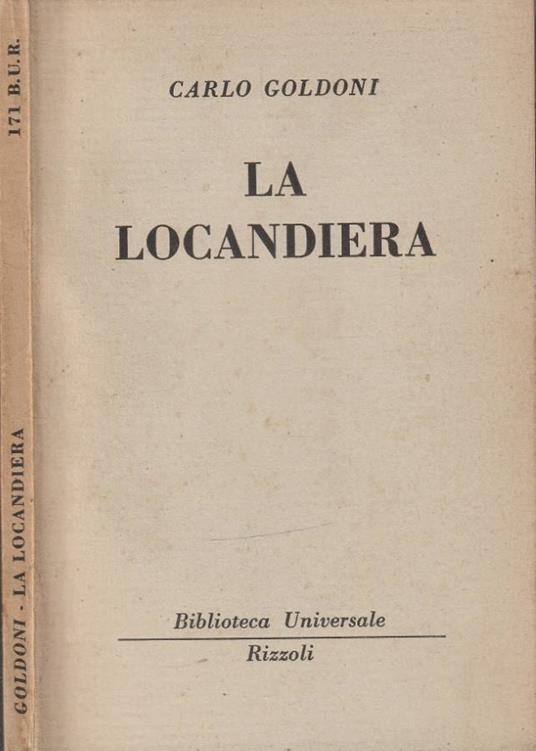 CARLO GOLDONI
LA
LOCANDIERA
Biblioteca Universale
Rizzoli
GOLDONI - LA LOCANDIERA
171 B.U.R.